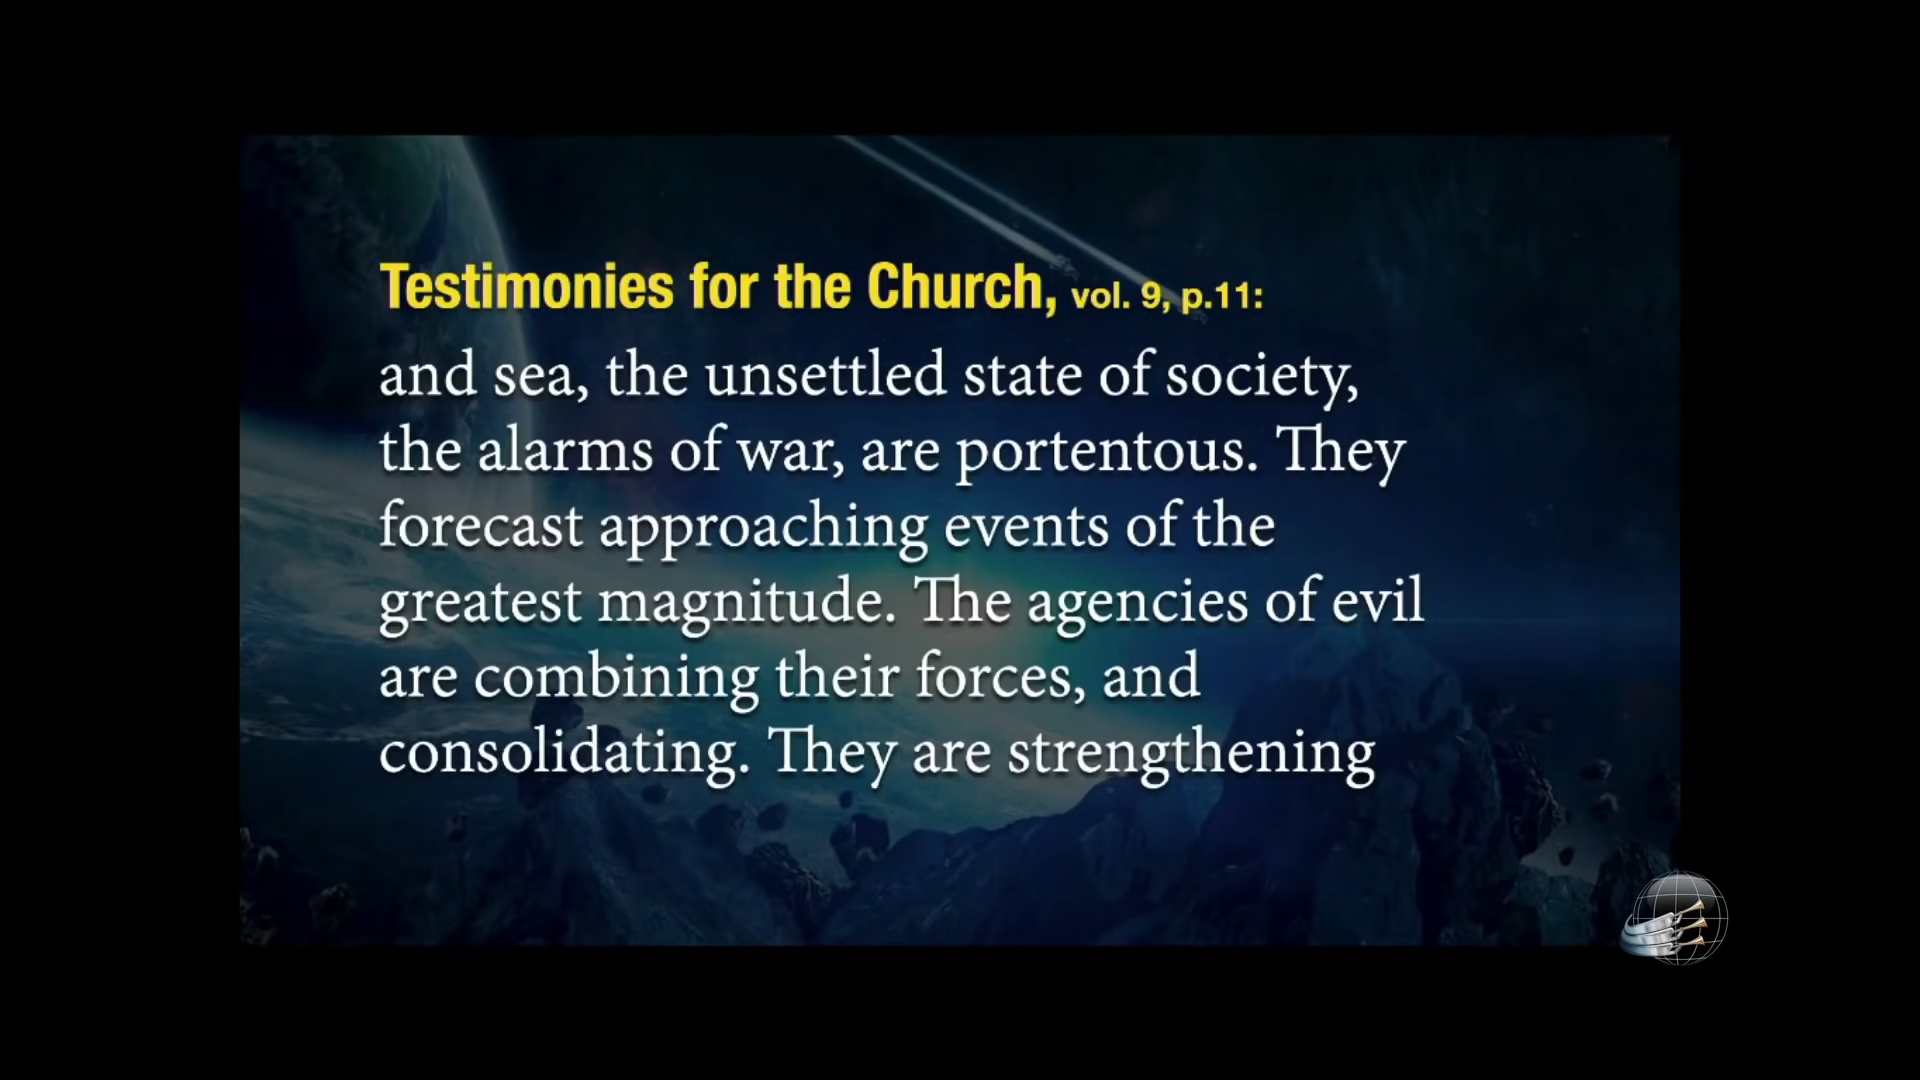 Testimonies for the Church, vol. 9, p.11:
and sea, the unsettled state of society,
the alarms of war, are portentous. They
forecast approaching events of the
greatest magnitude. The agencies of evil
are combining their forces, and
consolidating. They are strengthening